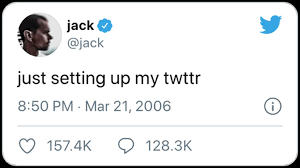 jack
@jack
just setting up my twttr
8:50 PM · Mar 21, 2006
157.4K 128.3K